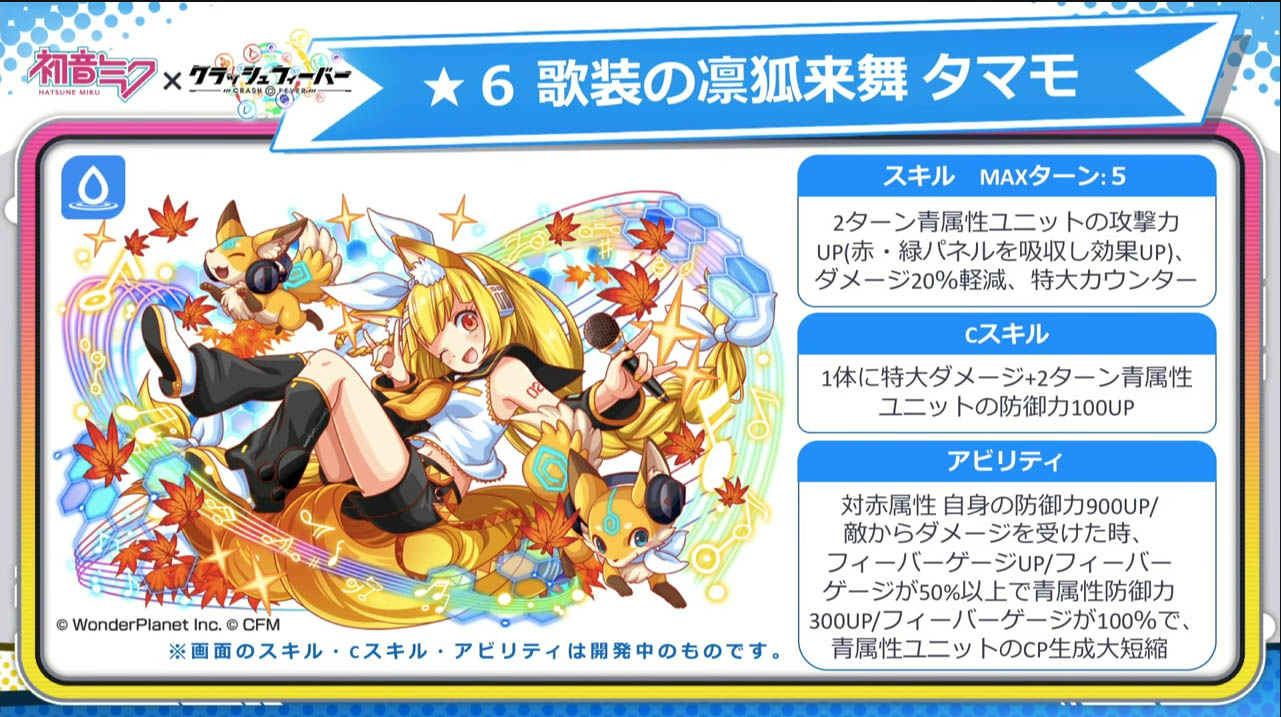 初音ミク
HATSUNE MIKU
×
クラッシュフィーバー
CRASH FEVER
★6 歌装の凛狐来舞 タマモ
スキル MAXターン:5
2ターン青属性ユニットの攻撃力
UP(赤・緑パネルを吸収し効果UP)、
ダメージ20%軽減、特大カウンター
Cスキル
1体に特大ダメージ+2ターン青属性
ユニットの防御力100UP
アビリティ
対赤属性 自身の防御力900UP/
敵からダメージを受けた時、
フィーバーゲージUP/フィーバー
ゲージが50%以上で青属性防御力
300UP/フィーバーゲージが100%で、
青属性ユニットのCP生成大短縮
02
© WonderPlanet Inc. © CFM
※画面のスキル・Cスキル・アビリティは開発中のものです。